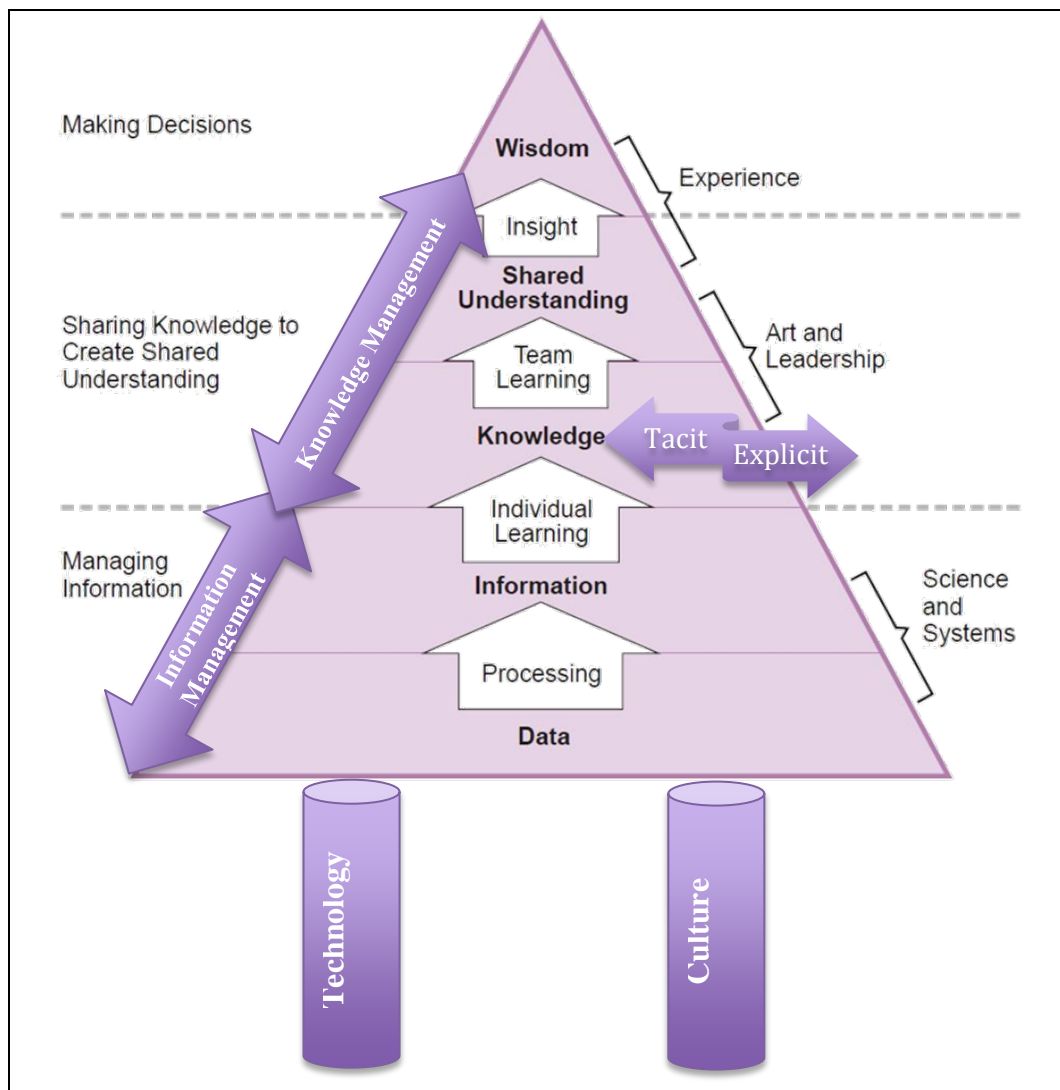 Making Decisions
Wisdom
Experience
Insight
Knowledge Management
Shared
Understanding
Sharing Knowledge to
Create Shared
Understanding
Team
Learning
Art and
Leadership
Knowledge
Tacit
Explicit
Individual
Learning
Managing
Information
Information
Management
Information
Science
and
Systems
Processing
Data
Technology
Culture